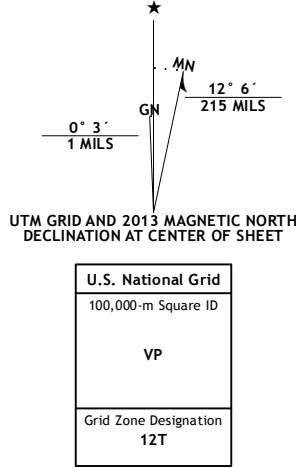 ★
MN
12° 6´
215 MILS
GN
0° 3´
1 MILS
UTM GRID AND 2013 MAGNETIC NORTH
DECLINATION AT CENTER OF SHEET
U.S. National Grid
100,000-m Square ID
VP
Grid Zone Designation
12T